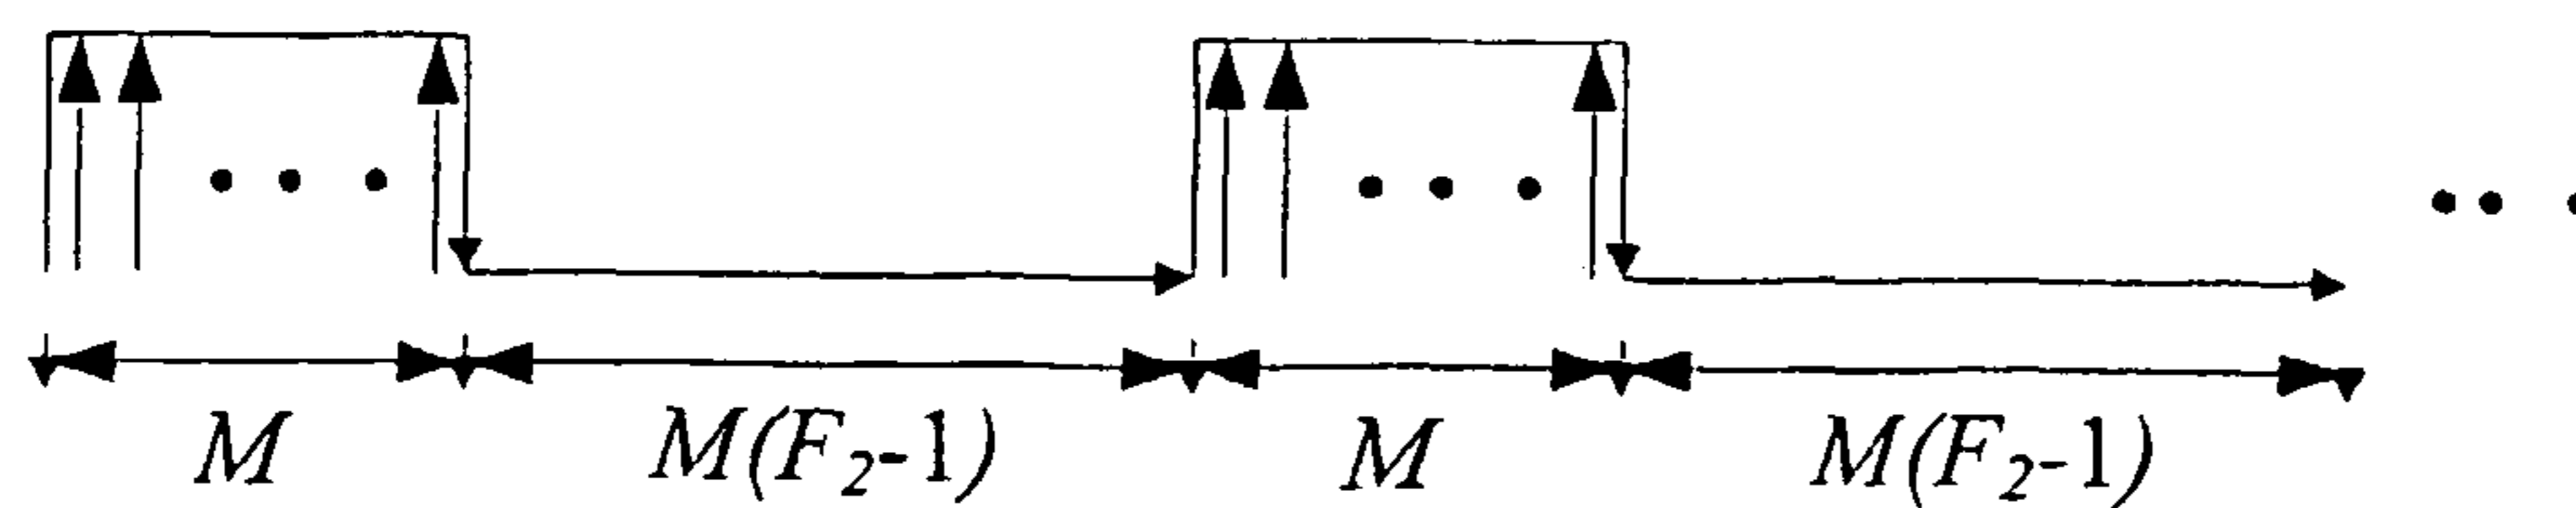 M M(F₂-1) M M(F₂-1)